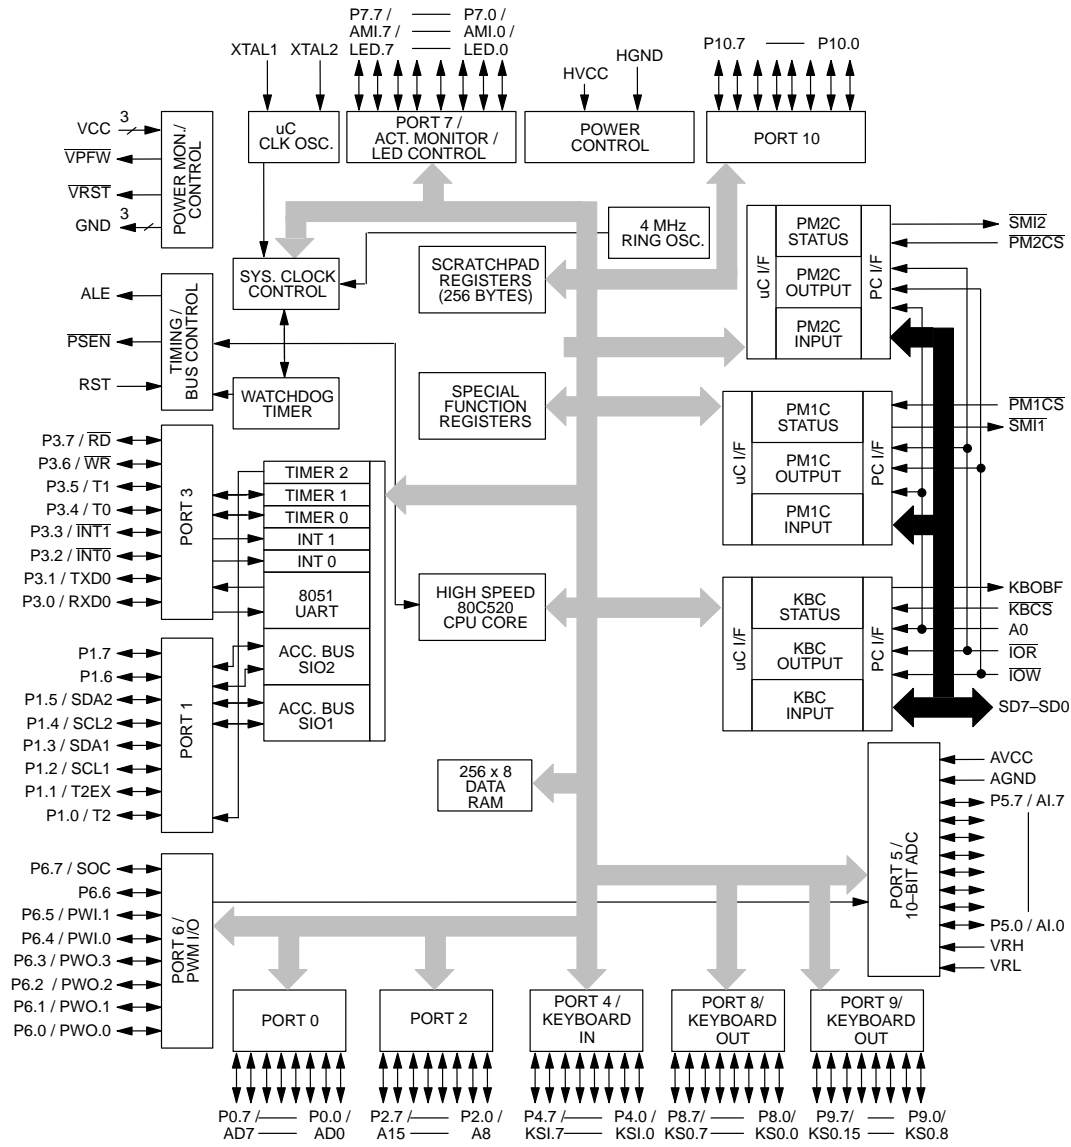 P7.7 / P7.0 /
AMI.7 / AMI.0 /
LED.7 LED.0
XTAL1 XTAL2
HVCC HGND
P10.7 P10.0
uC
CLK OSC.
PORT 7 /
ACT. MONITOR /
LED CONTROL
POWER
CONTROL
PORT 10
VCC 3
VPFW
VRST
GND 3
POWER MON./
CONTROL
4 MHz
RING OSC.
SYS. CLOCK
CONTROL
SCRATCHPAD
REGISTERS
(256 BYTES)
uC I/F
PM2C
STATUS
PM2C
OUTPUT
PM2C
INPUT
PC I/F
SMI2
PM2CS
ALE
PSEN
RST
TIMING /
BUS CONTROL
WATCHDOG
TIMER
SPECIAL
FUNCTION
REGISTERS
uC I/F
PM1C
STATUS
PM1C
OUTPUT
PM1C
INPUT
PC I/F
PM1CS
SMI1
P3.7 / RD
P3.6 / WR
P3.5 / T1
P3.4 / T0
P3.3 / INT1
P3.2 / INT0
P3.1 / TXD0
P3.0 / RXD0
PORT 3
TIMER 2
TIMER 1
TIMER 0
INT 1
INT 0
8051
UART
ACC. BUS
SIO2
ACC. BUS
SIO1
HIGH SPEED
80C520
CPU CORE
uC I/F
KBC
STATUS
KBC
OUTPUT
KBC
INPUT
PC I/F
KBOBF
KBCS
A0
IOR
IOW
SD7–SD0
P1.7
P1.6
P1.5 / SDA2
P1.4 / SCL2
P1.3 / SDA1
P1.2 / SCL1
P1.1 / T2EX
P1.0 / T2
PORT 1
256 x 8
DATA
RAM
PORT 5 /
10–BIT ADC
AVCC
AGND
P5.7 / AI.7
P5.0 / AI.0
VRH
VRL
P6.7 / SOC
P6.6
P6.5 / PWI.1
P6.4 / PWI.0
P6.3 / PWO.3
P6.2 / PWO.2
P6.1 / PWO.1
P6.0 / PWO.0
PORT 6 /
PWM I/O
PORT 0
PORT 2
PORT 4 /
KEYBOARD
IN
PORT 8/
KEYBOARD
OUT
PORT 9/
KEYBOARD
OUT
P0.7 / P0.0 /
AD7 AD0
P2.7 / P2.0 /
A15 A8
P4.7 / P4.0 /
KSI.7 KSI.0
P8.7/ P8.0/
KS0.7 KS0.0
P9.7/ P9.0/
KS0.15 KS0.8